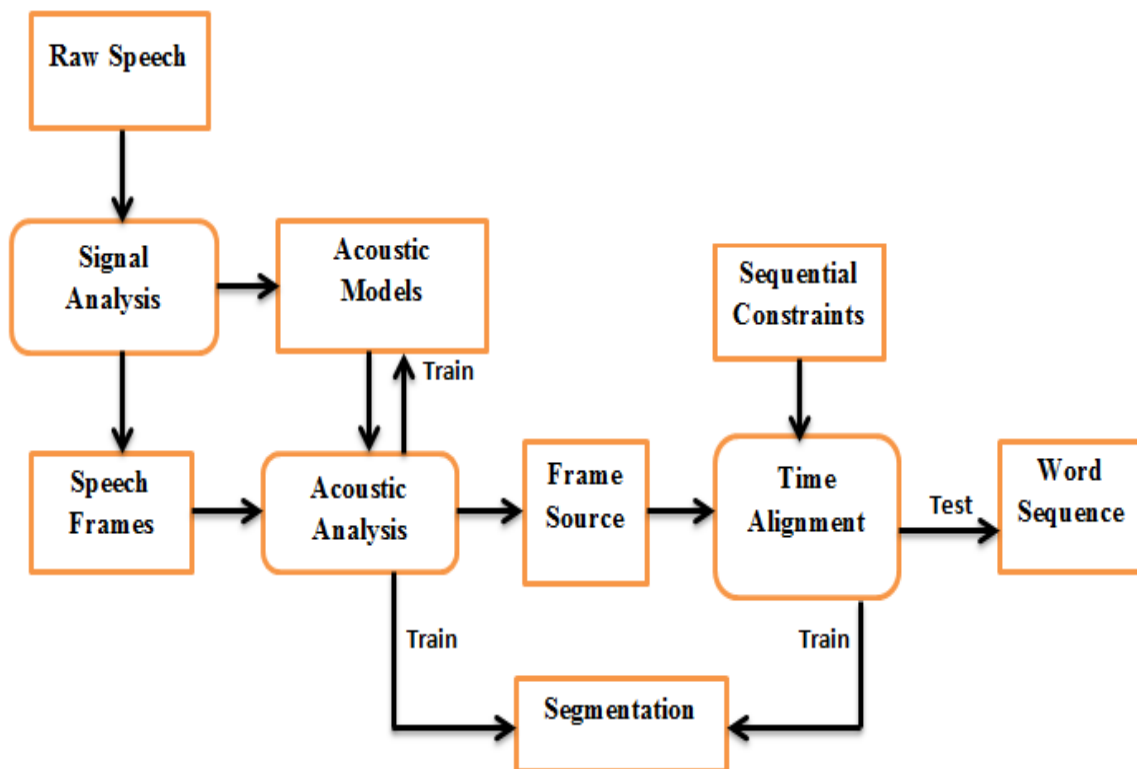 Raw Speech
Signal
Analysis
Acoustic
Models
Train
Sequential
Constraints
Speech
Frames
Acoustic
Analysis
Frame
Source
Time
Alignment
Test
Word
Sequence
Train
Train
Segmentation